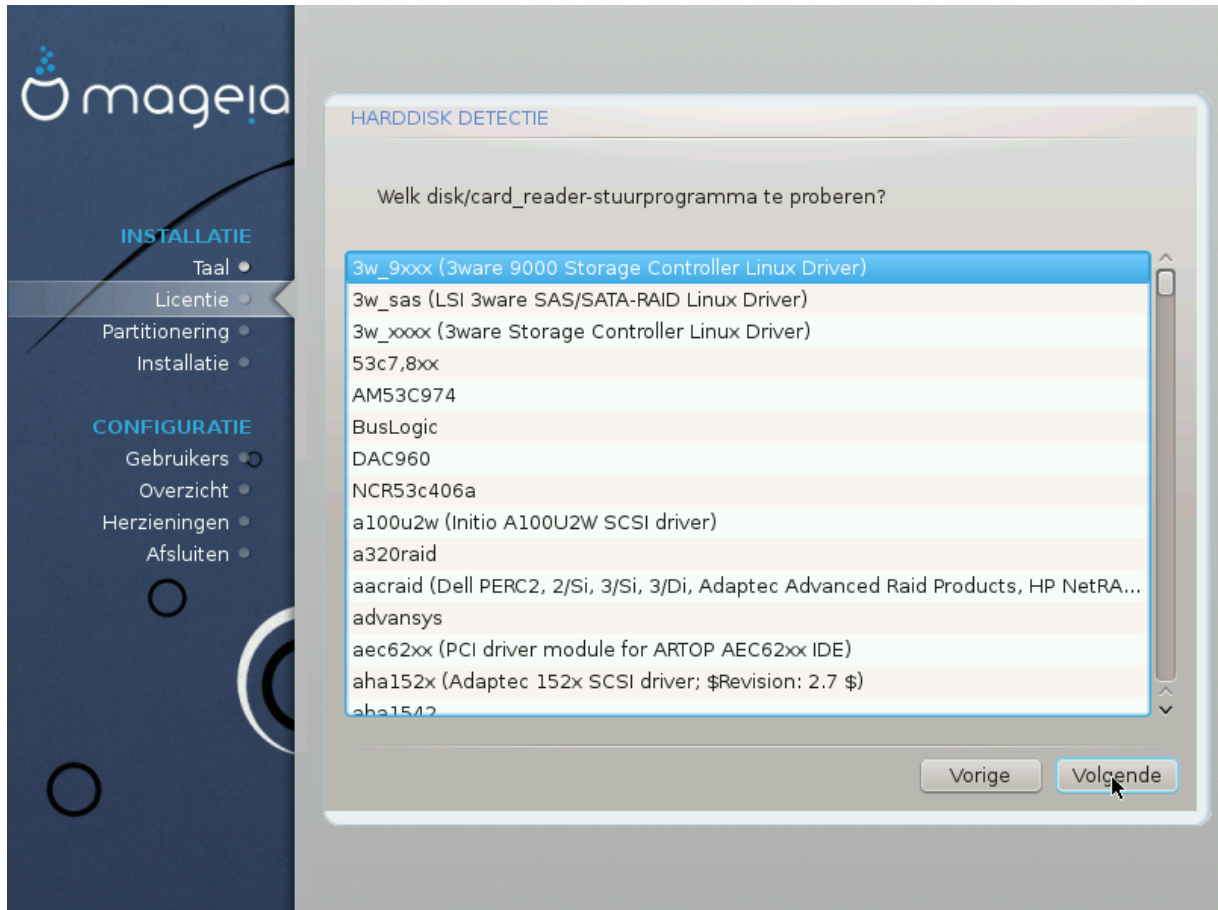 mageia
INSTALLATIE
Taal
Licentie
Partitionering
Installatie
CONFIGURATIE
Gebruikers
Overzicht
Herzieningen
Afsluiten
HARDDISK DETECTIE
Welk disk/card_reader-stuurprogramma te proberen?
3w_9xxx (3ware 9000 Storage Controller Linux Driver)
3w_sas (LSI 3ware SAS/SATA-RAID Linux Driver)
3w_xxxx (3ware Storage Controller Linux Driver)
53c7,8xx
AM53C974
BusLogic
DAC960
NCR53c406a
a100u2w (Initio A100U2W SCSI driver)
a320raid
aacraid (Dell PERC2, 2/Si, 3/Si, 3/Di, Adaptec Advanced Raid Products, HP NetRA...
advansys
aec62xx (PCI driver module for ARTOP AEC62xx IDE)
aha152x (Adaptec 152x SCSI driver; $Revision: 2.7 $)
aha1542
Vorige
Volgende